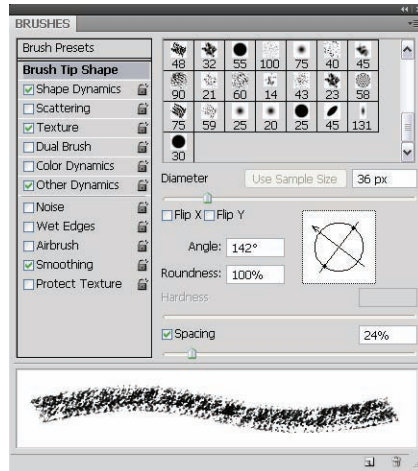 BRUSHES
Brush Presets
Brush Tip Shape
Shape Dynamics
Scattering
Texture
Dual Brush
Color Dynamics
Other Dynamics
Noise
Wet Edges
Airbrush
Smoothing
Protect Texture
48 32 55 100 75 40 45
90 21 60 14 43 23 58
75 59 25 20 25 45 131
30
Diameter Use Sample Size 36 px
Flip X Flip Y
Angle: 142°
Roundness: 100%
Hardness
Spacing 24%